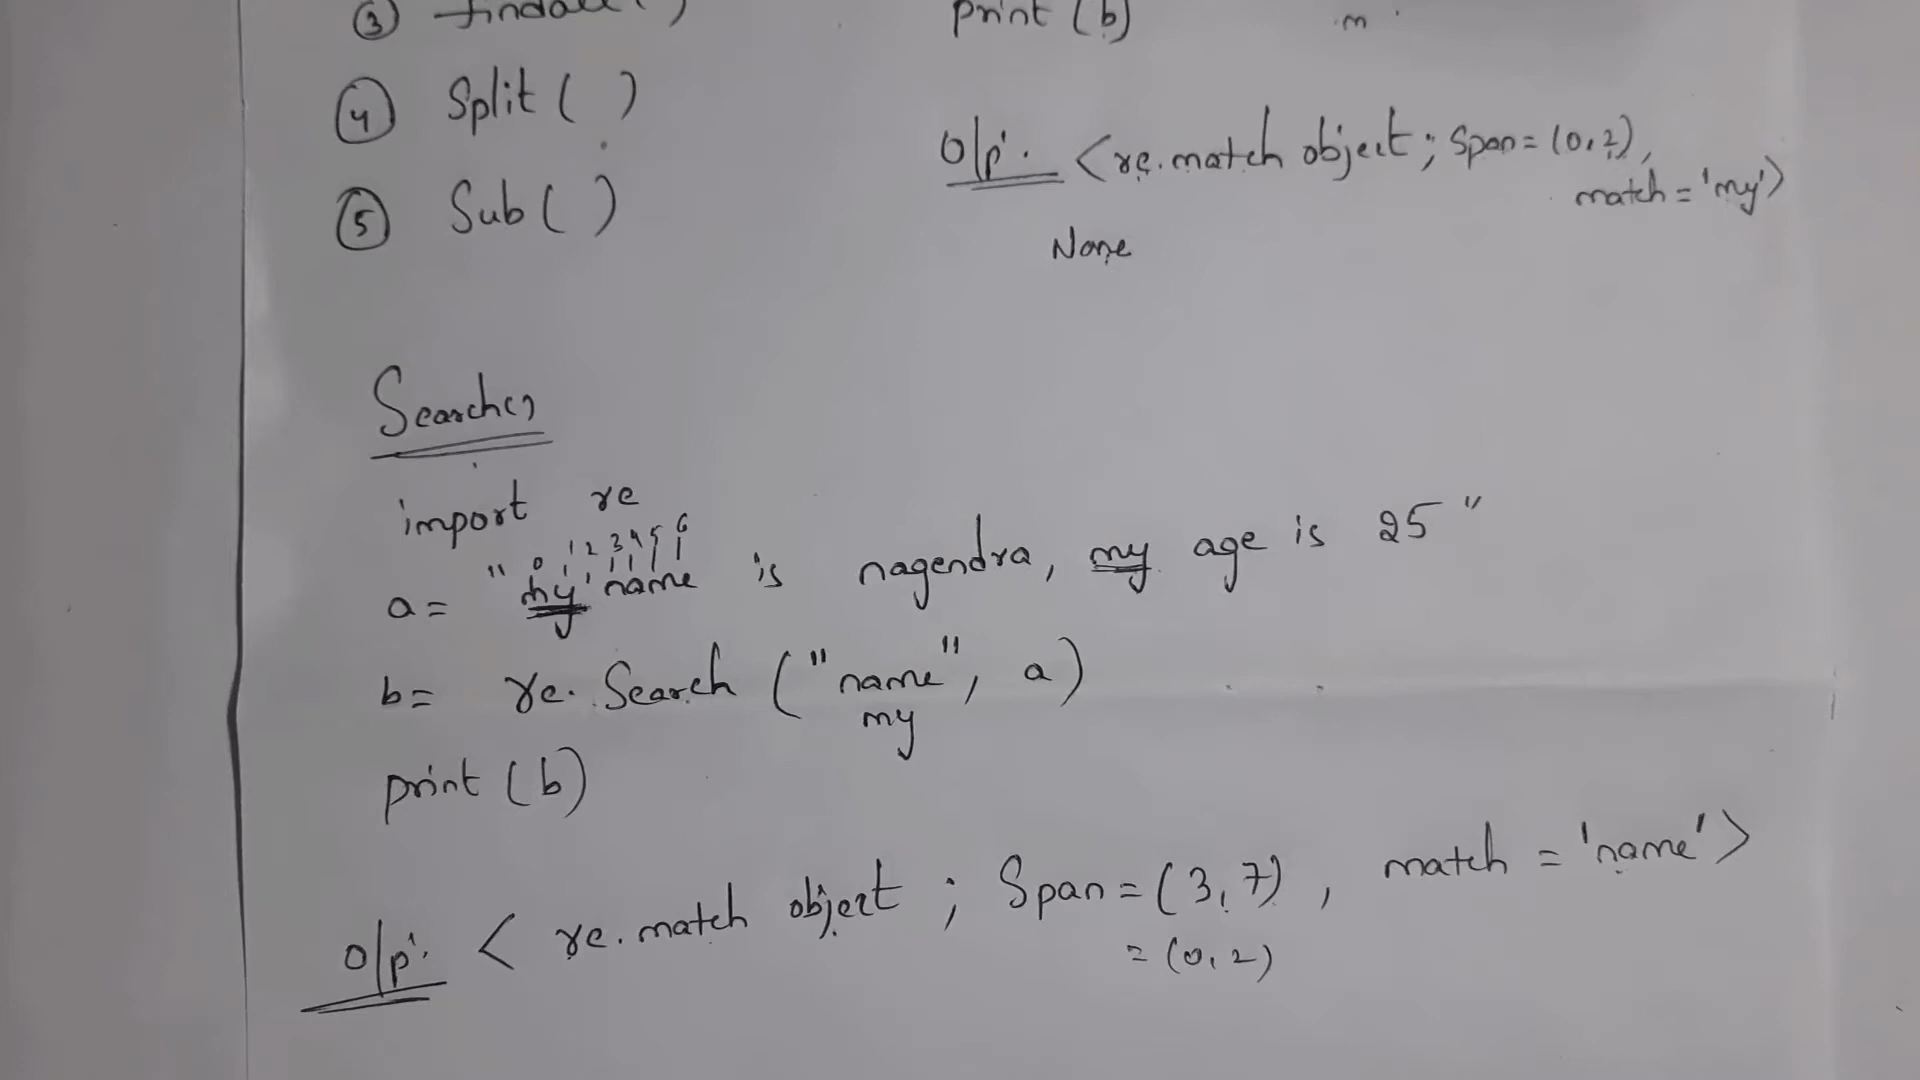 ③ findall( )
④ Split( )
⑤ Sub( )
print (b)
m
O/p: <re.match object; Span=(0,2),
match='my'>
None
Search()
import re
0 1 2 3 4 5 6
a= "my name is nagendra, my age is 25"
b= re.Search ("name", a)
my
print (b)
O/p: < re.match object ; Span=(3,7), match = 'name'>
= (0,2)